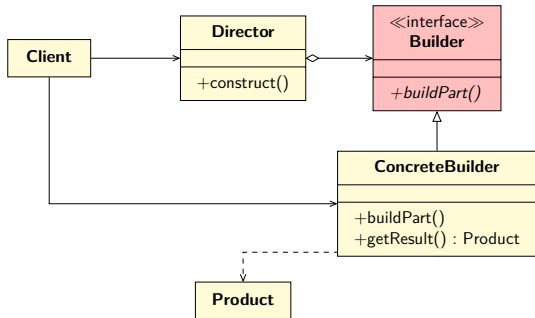 Client
Director
+construct()
≪interface≫
Builder
+buildPart()
ConcreteBuilder
+buildPart()
+getResult() : Product
Product